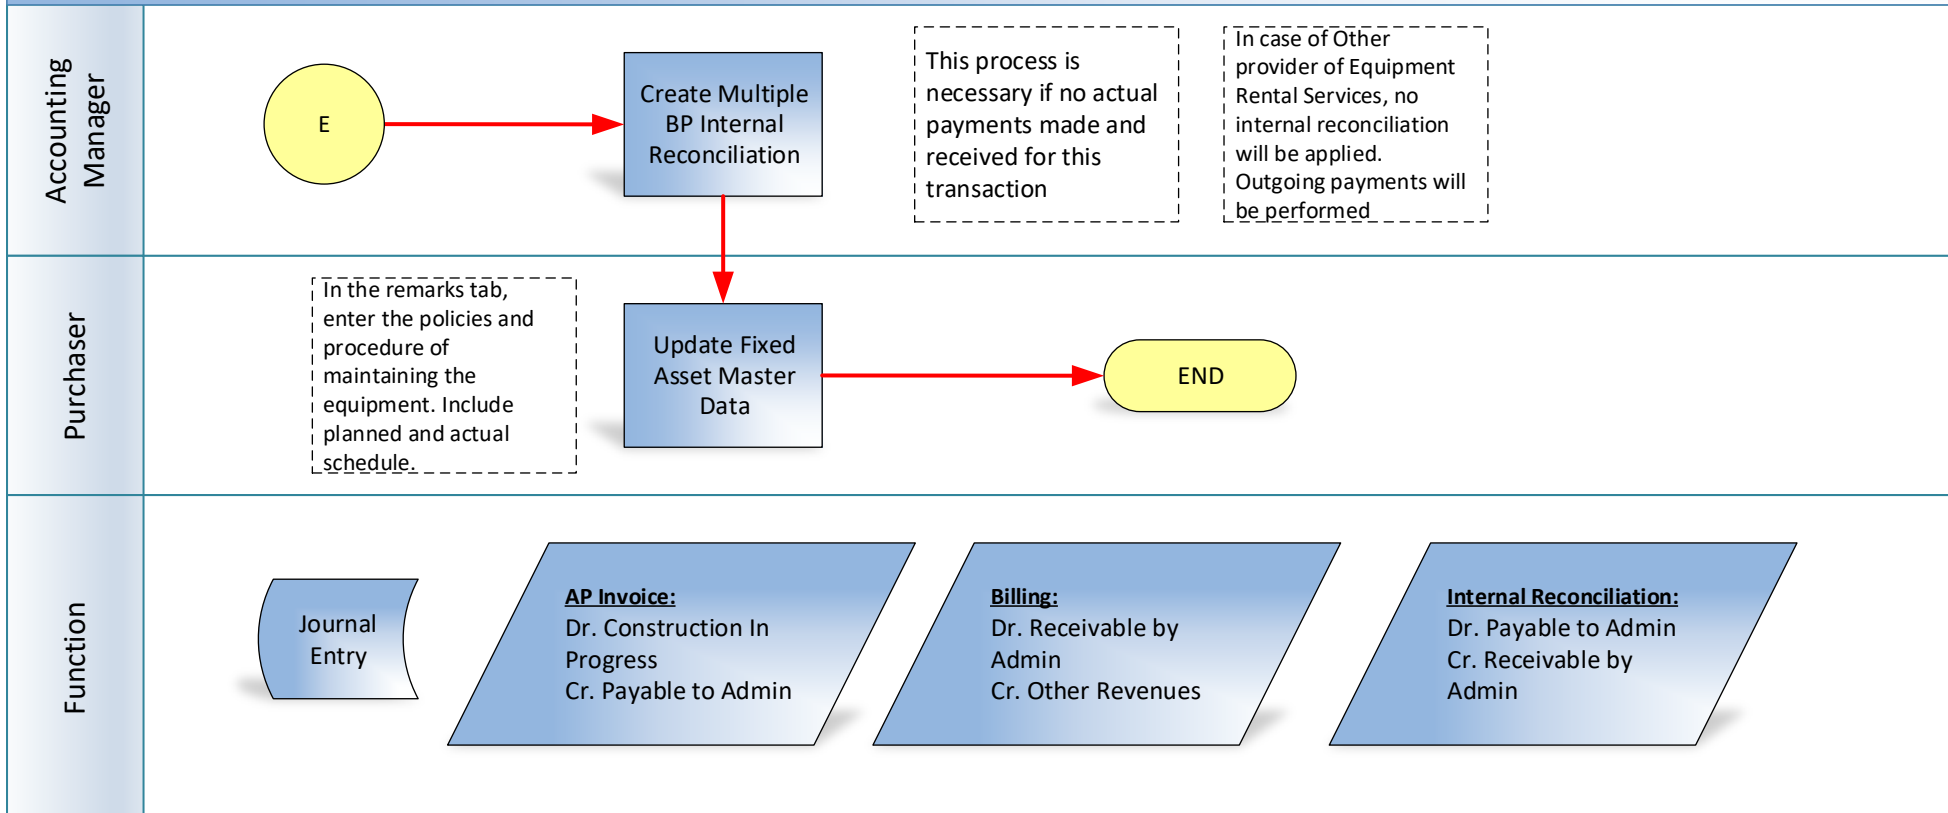 Accounting
Manager
E
Create Multiple
BP Internal
Reconciliation
This process is
necessary if no actual
payments made and
received for this
transaction
In case of Other
provider of Equipment
Rental Services, no
internal reconciliation
will be applied.
Outgoing payments will
be performed
Purchaser
In the remarks tab,
enter the policies and
procedure of
maintaining the
equipment. Include
planned and actual
schedule.
Update Fixed
Asset Master
Data
END
Function
Journal
Entry
AP Invoice:
Dr. Construction In
Progress
Cr. Payable to Admin
Billing:
Dr. Receivable by
Admin
Cr. Other Revenues
Internal Reconciliation:
Dr. Payable to Admin
Cr. Receivable by
Admin